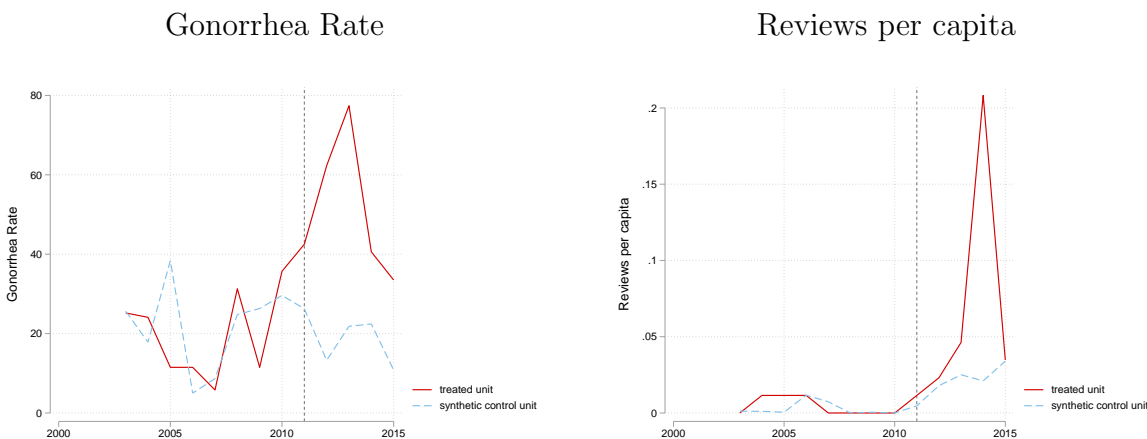 Gonorrhea Rate
80
60
40
20
0
Gonorrhea Rate
2000
2005
2010
2015
treated unit
synthetic control unit
Reviews per capita
.2
.15
.1
.05
0
Reviews per capita
2000
2005
2010
2015
treated unit
synthetic control unit